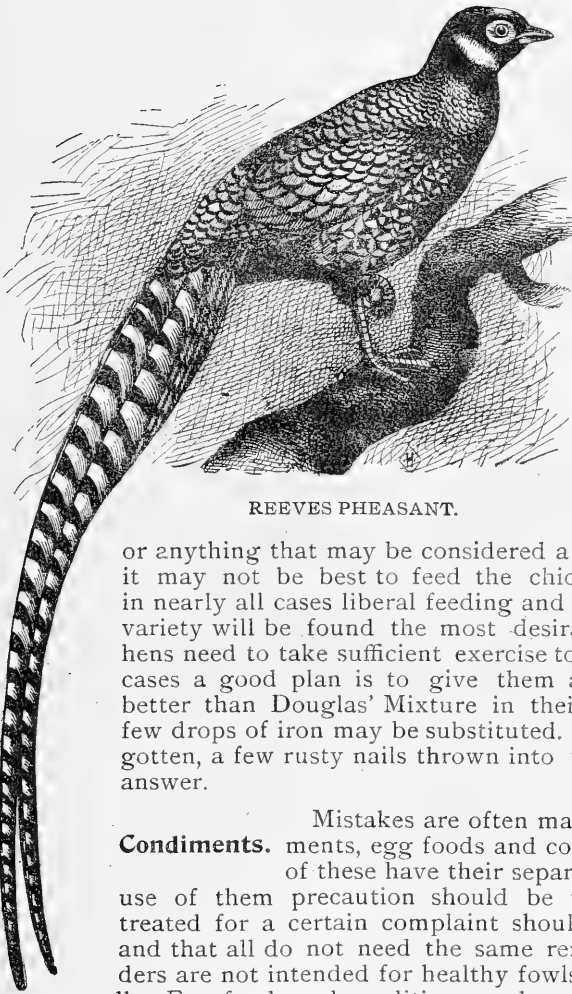 REEVES PHEASANT.
or anything that may be considered a
it may not be best to feed the chic
in nearly all cases liberal feeding and
variety will be found the most desira
hens need to take sufficient exercise to
cases a good plan is to give them a
better than Douglas' Mixture in thei
few drops of iron may be substituted.
gotten, a few rusty nails thrown into
answer.
Mistakes are often ma
Condiments. ments, egg foods and co
of these have their separ
use of them precaution should be
treated for a certain complaint shoul
and that all do not need the same re
ders are not intended for healthy fowls